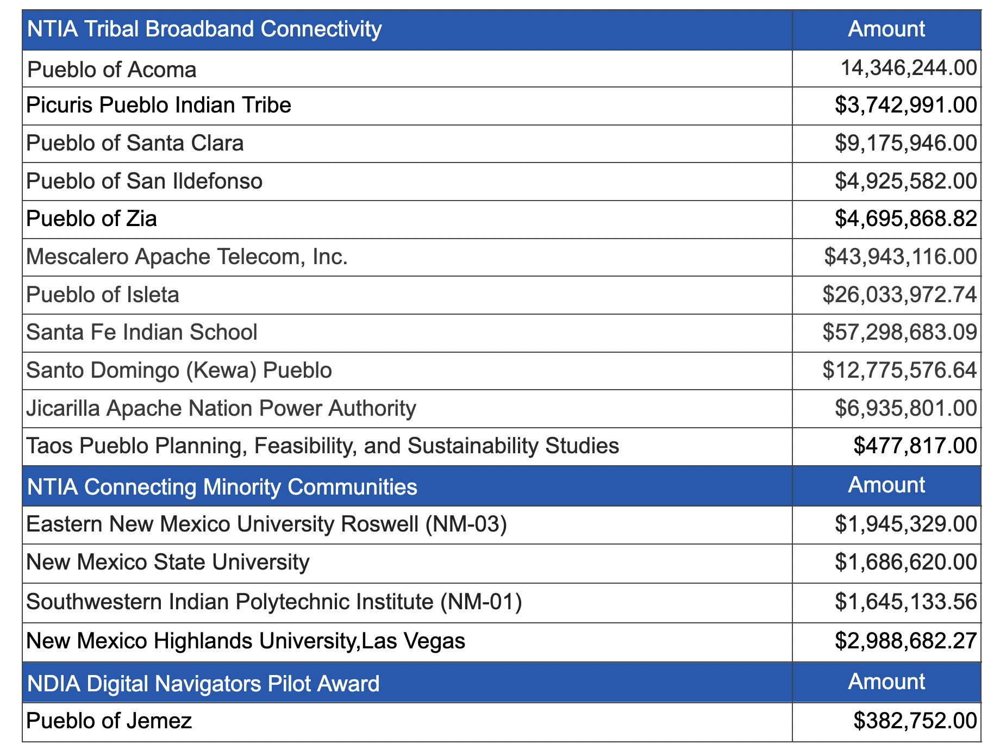 NTIA Tribal Broadband Connectivity Amount
Pueblo of Acoma 14,346,244.00
Picuris Pueblo Indian Tribe $3,742,991.00
Pueblo of Santa Clara $9,175,946.00
Pueblo of San Ildefonso $4,925,582.00
Pueblo of Zia $4,695,868.82
Mescalero Apache Telecom, Inc. $43,943,116.00
Pueblo of Isleta $26,033,972.74
Santa Fe Indian School $57,298,683.09
Santo Domingo (Kewa) Pueblo $12,775,576.64
Jicarilla Apache Nation Power Authority $6,935,801.00
Taos Pueblo Planning, Feasibility, and Sustainability Studies $477,817.00
NTIA Connecting Minority Communities Amount
Eastern New Mexico University Roswell (NM-03) $1,945,329.00
New Mexico State University $1,686,620.00
Southwestern Indian Polytechnic Institute (NM-01) $1,645,133.56
New Mexico Highlands University,Las Vegas $2,988,682.27
NDIA Digital Navigators Pilot Award Amount
Pueblo of Jemez $382,752.00